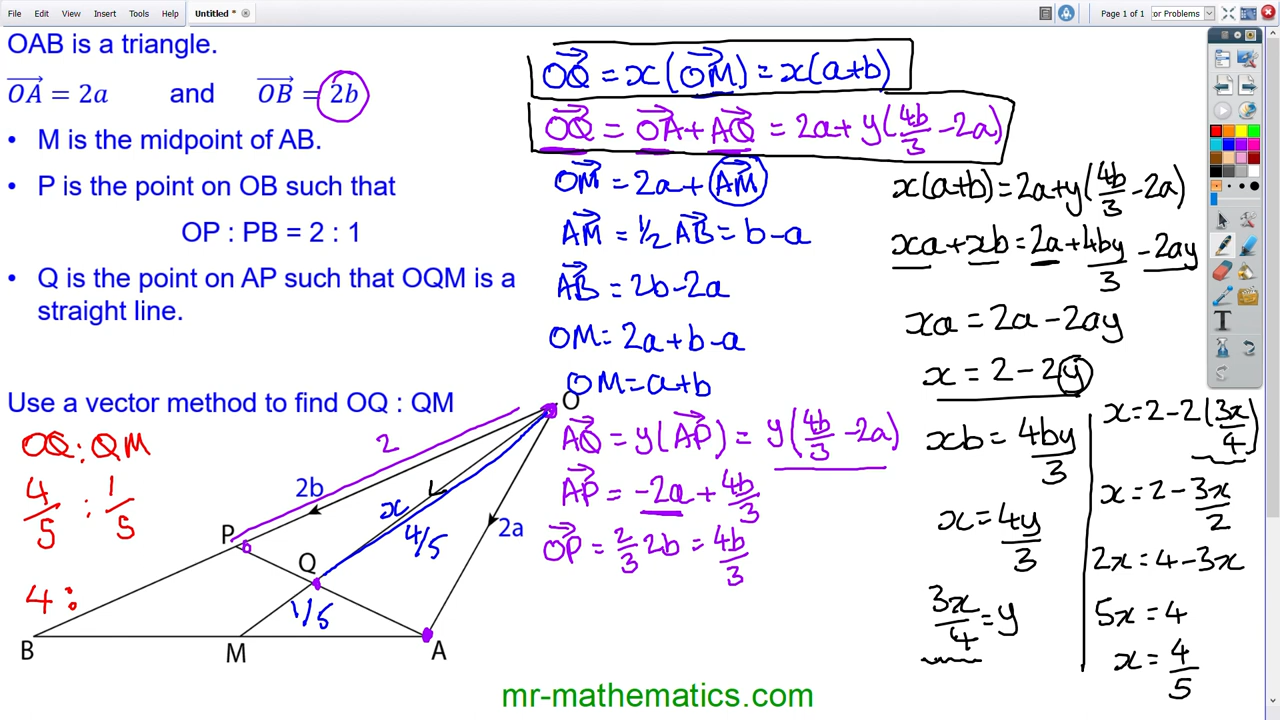 File Edit View Insert Tools Help Untitled * Page 1 of 1 or Problems
OAB is a triangle.
OA⃗ = 2a and OB⃗ = 2b
• M is the midpoint of AB.
• P is the point on OB such that
OP : PB = 2 : 1
• Q is the point on AP such that OQM is a
straight line.
Use a vector method to find OQ : QM
OQ : QM
4/5 : 1/5
4 :
O
2
2b
x
4/5
2a
P
Q
1/5
B
M
A
OQ⃗ = x(OM⃗) = x(a+b)
OQ⃗ = OA⃗ + AQ⃗ = 2a + y(4b/3 - 2a)
OM⃗ = 2a + AM⃗
AM⃗ = 1/2 AB⃗ = b - a
AB⃗ = 2b - 2a
OM = 2a + b - a
OM = a + b
AQ⃗ = y(AP⃗) = y(4b/3 - 2a)
AP⃗ = -2a + 4b/3
OP⃗ = 2/3 2b = 4b/3
x(a+b) = 2a + y(4b/3 - 2a)
xa + xb = 2a + 4by/3 - 2ay
xa = 2a - 2ay
x = 2 - 2y
xb = 4by/3
x = 4y/3
3x/4 = y
x = 2 - 2(3x/4)
x = 2 - 3x/2
2x = 4 - 3x
5x = 4
x = 4/5
mr-mathematics.com